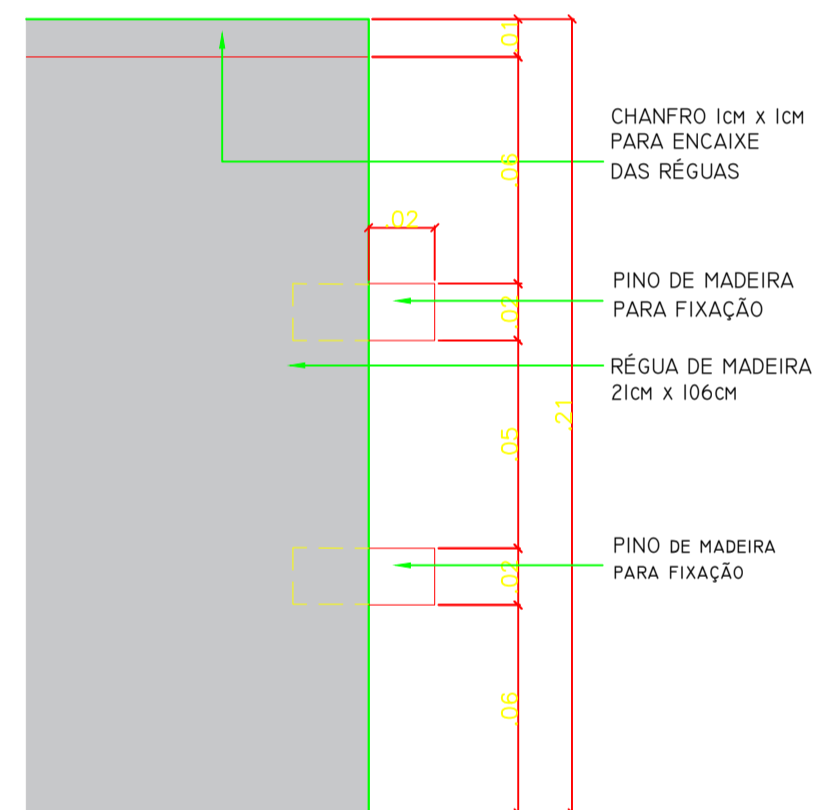 .01
CHANFRO 1CM X 1CM
PARA ENCAIXE
DAS RÉGUAS
.06
.02
PINO DE MADEIRA
PARA FIXAÇÃO
.02
RÉGUA DE MADEIRA
21CM X 106CM
.21
.05
PINO DE MADEIRA
PARA FIXAÇÃO
.02
.06